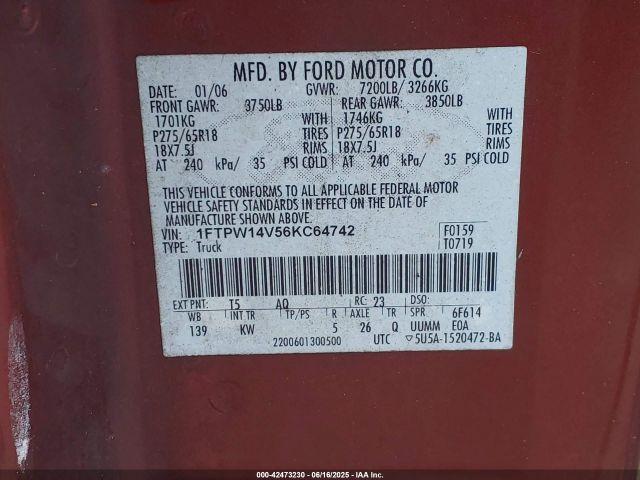 MFD. BY FORD MOTOR CO.
DATE: 01/06 GVWR: 7200LB/ 3266KG
FRONT GAWR: 3750LB REAR GAWR: 3850LB
1701KG WITH 1746KG WITH
P275/65R18 TIRES P275/65R18 TIRES
18X7.5J RIMS 18X7.5J RIMS
AT 240 kPa/ 35 PSI COLD AT 240 kPa/ 35 PSI COLD
THIS VEHICLE CONFORMS TO ALL APPLICABLE FEDERAL MOTOR
VEHICLE SAFETY STANDARDS IN EFFECT ON THE DATE OF
MANUFACTURE SHOWN ABOVE.
VIN: 1FTPW14V56KC64742 F0159
TYPE: Truck T0719
EXT PNT: T5 AQ RC: 23 DSO:
WB INT TR TP/PS R AXLE TR SPR 6F614
139 KW 5 26 Q UUMM E0A
2200601300500 UTC ▽5U5A-1520472-BA
000-42473230 - 06/16/2025 - IAAI Inc.